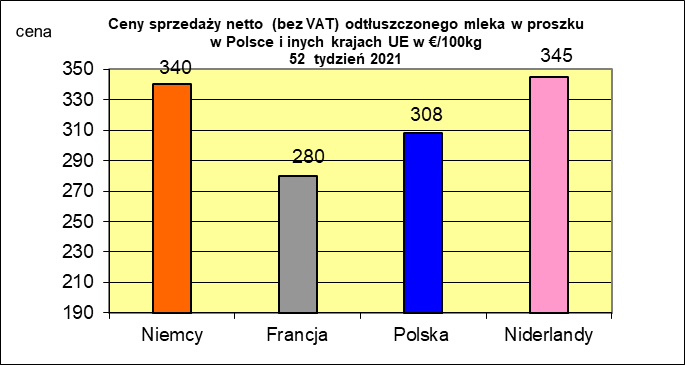 Ceny sprzedaży netto (bez VAT) odtłuszczonego mleka w proszku
w Polsce i inych krajach UE w €/100kg
52 tydzień 2021
cena
350
330
310
290
270
250
230
210
190
340
280
308
345
Niemcy
Francja
Polska
Niderlandy